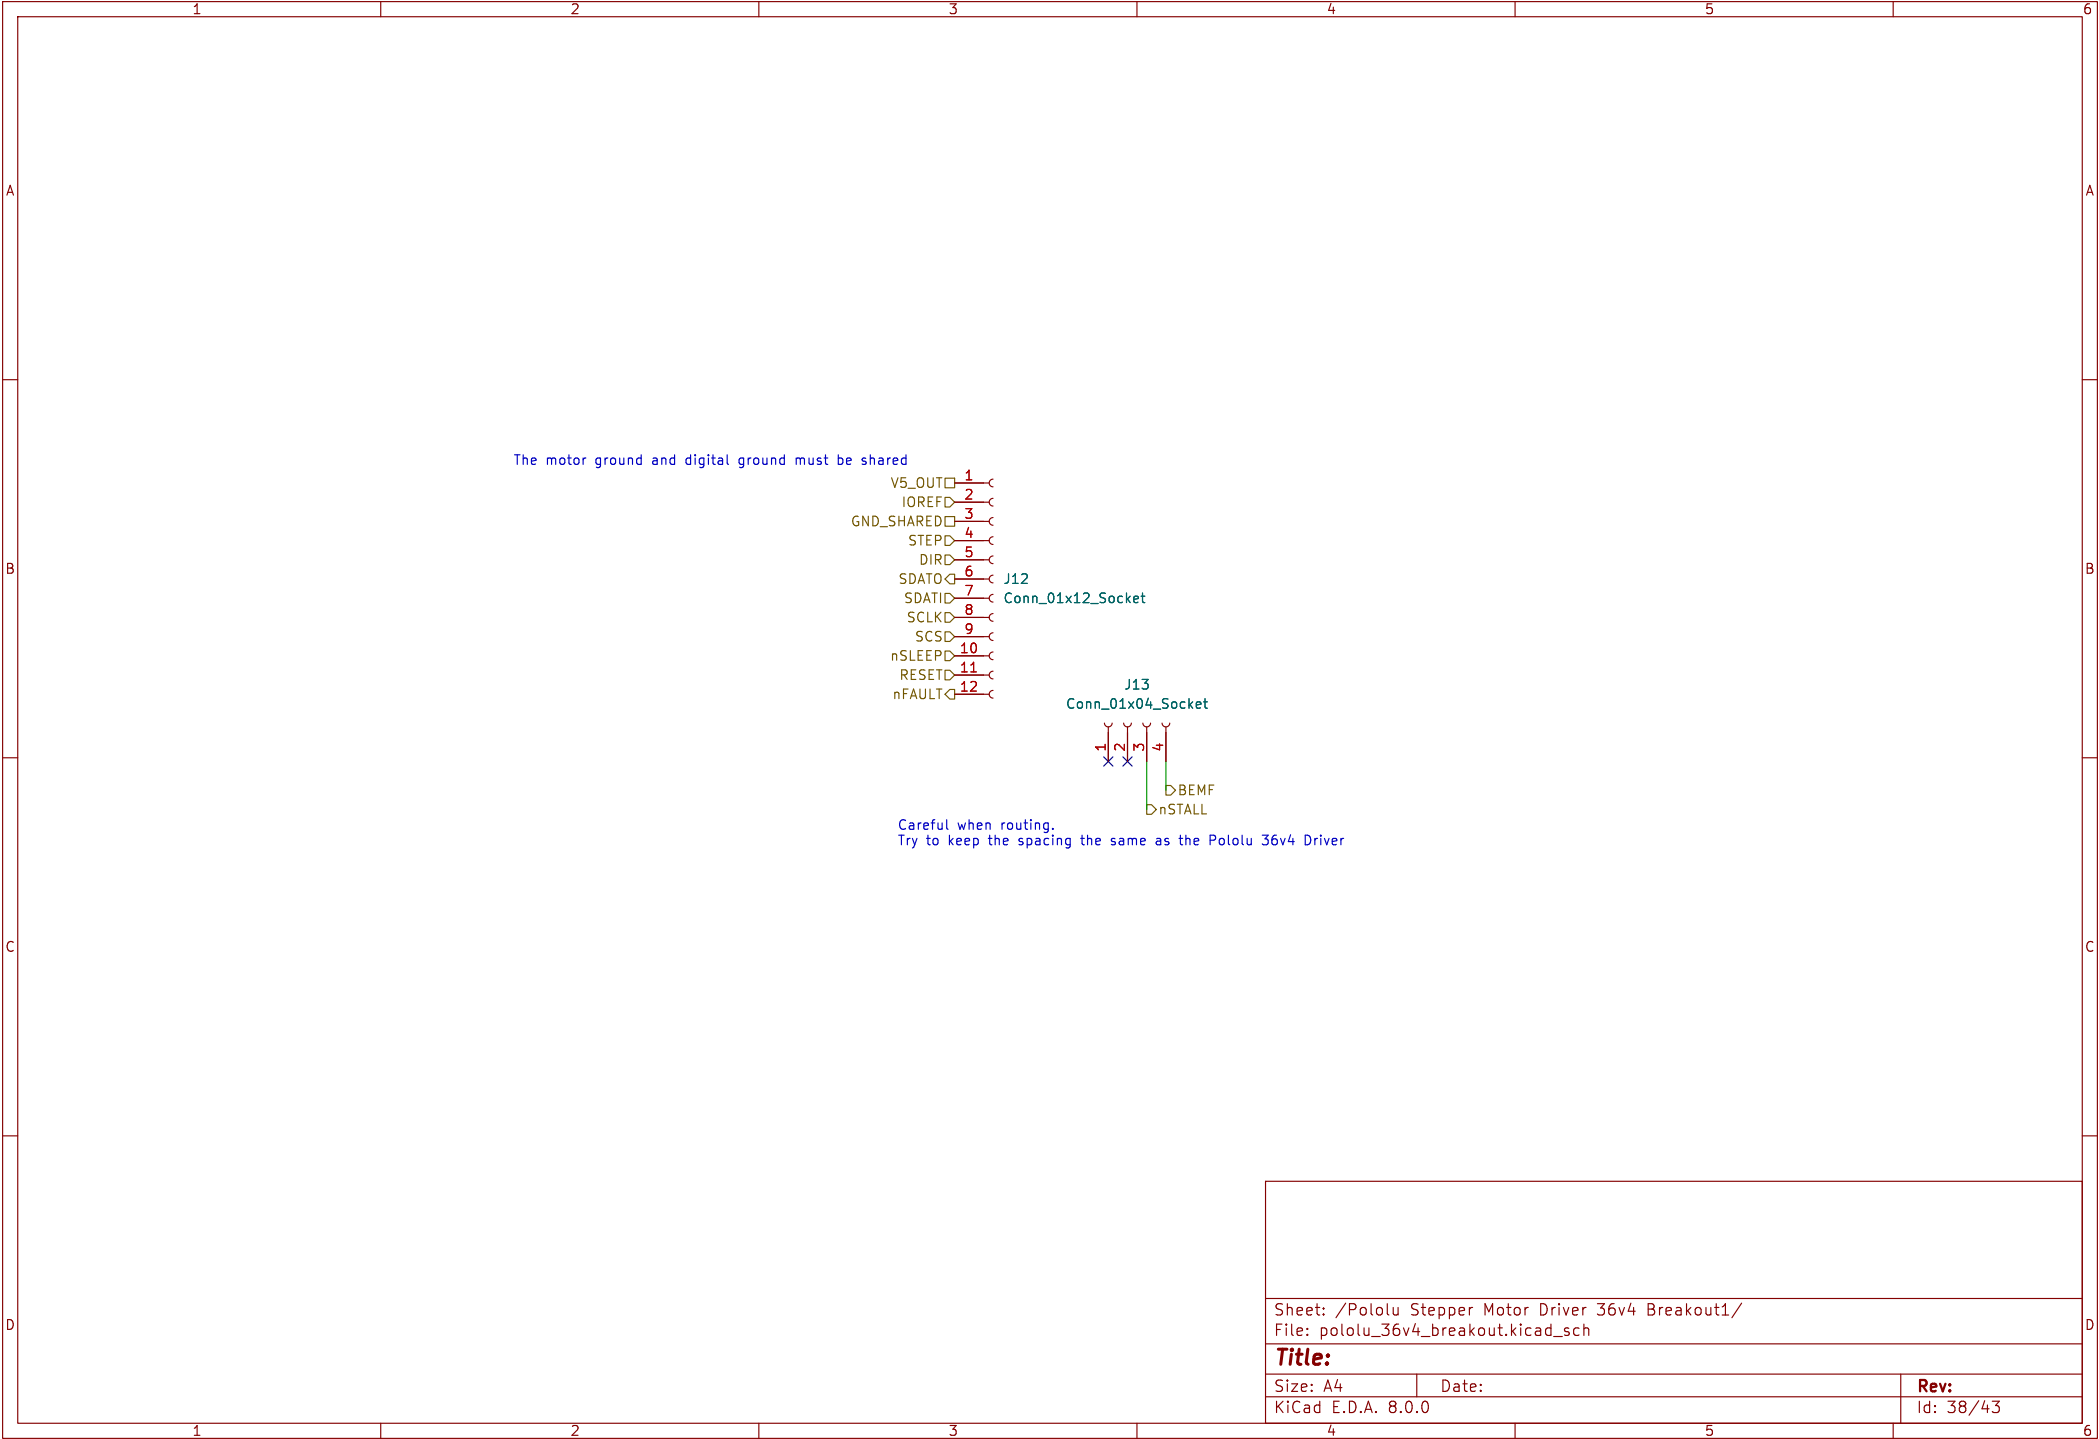 1 2 3 4 5 6
A A
The motor ground and digital ground must be shared
V5_OUT 1
IOREF 2
GND_SHARED 3
STEP 4
DIR 5
B B
SDATO 6 J12
SDATI 7 Conn_01x12_Socket
SCLK 8
SCS 9
nSLEEP 10
RESET 11
nFAULT 12
J13
Conn_01x04_Socket
1 2 3 4
BEMF
nSTALL
Careful when routing.
Try to keep the spacing the same as the Pololu 36v4 Driver
C C
Sheet: /Pololu Stepper Motor Driver 36v4 Breakout1/
D D
File: pololu_36v4_breakout.kicad_sch
Title:
Size: A4 Date: Rev:
KiCad E.D.A. 8.0.0 Id: 38/43
1 2 3 4 5 6